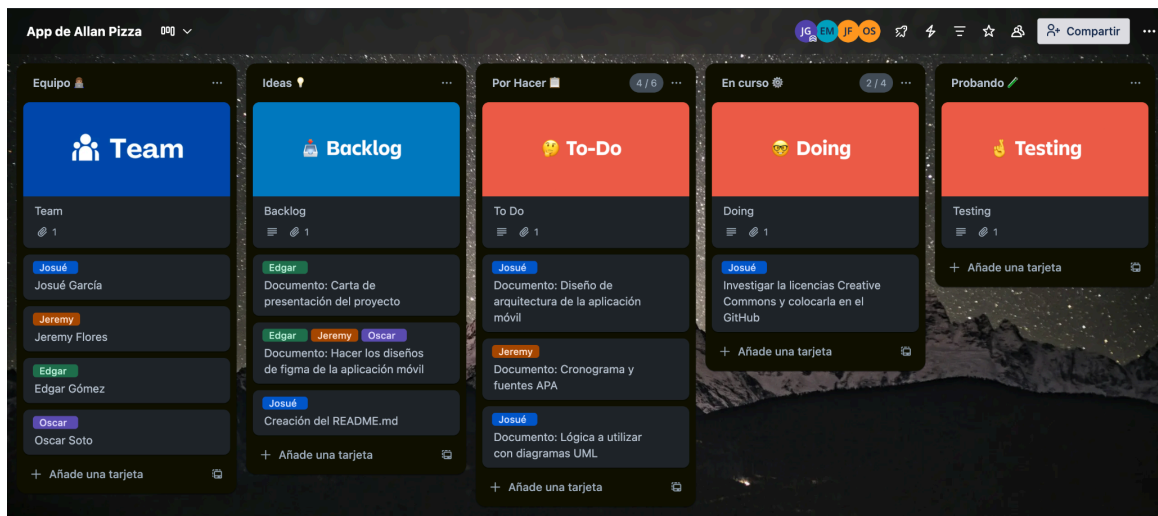 App de Allan Pizza
JG EM JF OS
Compartir
Equipo
Team
Team
1
Josué
Josué García
Jeremy
Jeremy Flores
Edgar
Edgar Gómez
Oscar
Oscar Soto
+ Añade una tarjeta
Ideas
Backlog
Backlog
1
Edgar
Documento: Carta de
presentación del proyecto
Edgar Jeremy Oscar
Documento: Hacer los diseños
de figma de la aplicación móvil
Josué
Creación del README.md
+ Añade una tarjeta
Por Hacer 4 / 6
To-Do
To Do
1
Josué
Documento: Diseño de
arquitectura de la aplicación
móvil
Jeremy
Documento: Cronograma y
fuentes APA
Josué
Documento: Lógica a utilizar
con diagramas UML
+ Añade una tarjeta
En curso 2 / 4
Doing
Doing
1
Josué
Investigar la licencias Creative
Commons y colocarla en el
GitHub
+ Añade una tarjeta
Probando
Testing
Testing
1
+ Añade una tarjeta